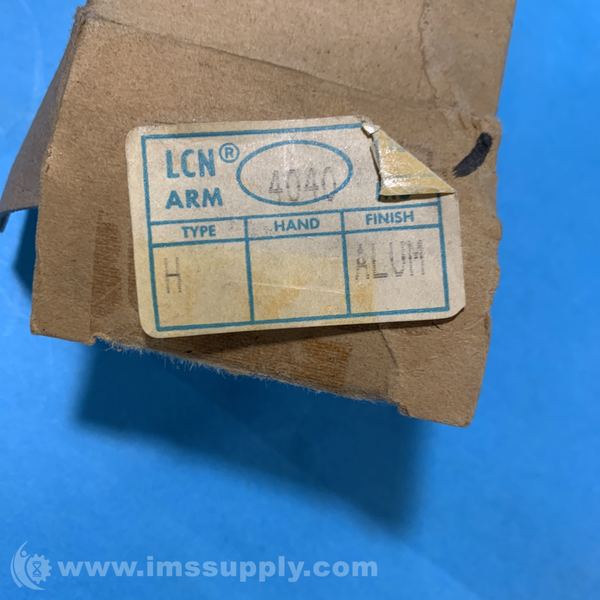 LCN®
ARM
4040
TYPE HAND FINISH
H ALUM
www.imssupply.com